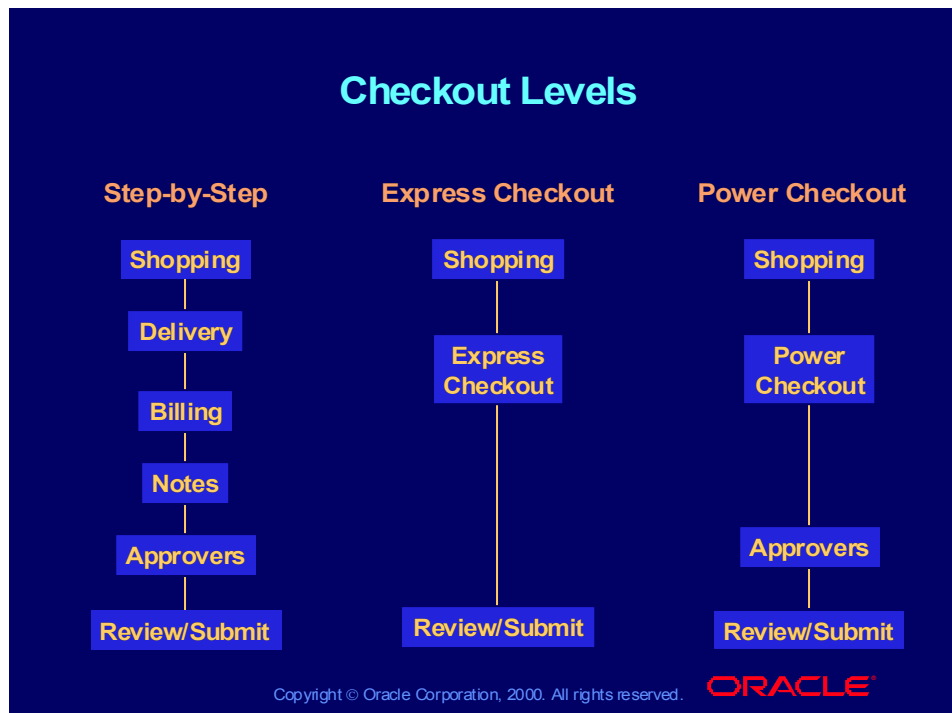 Checkout Levels
Step-by-Step
Shopping
Delivery
Billing
Notes
Approvers
Review/Submit
Express Checkout
Shopping
Express
Checkout
Review/Submit
Power Checkout
Shopping
Power
Checkout
Approvers
Review/Submit
Copyright © Oracle Corporation, 2000. All rights reserved.
ORACLE®